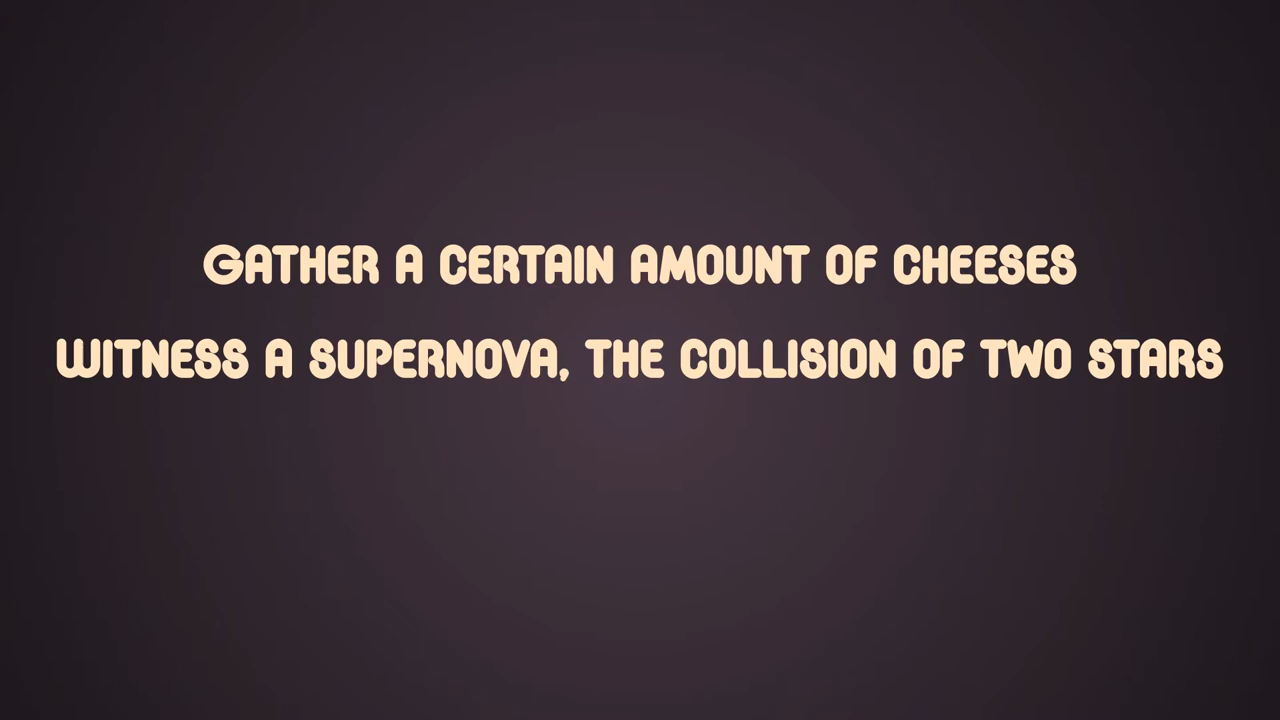 GATHER A CERTAIN AMOUNT OF CHEESES
WITNESS A SUPERNOVA, THE COLLISION OF TWO STARS